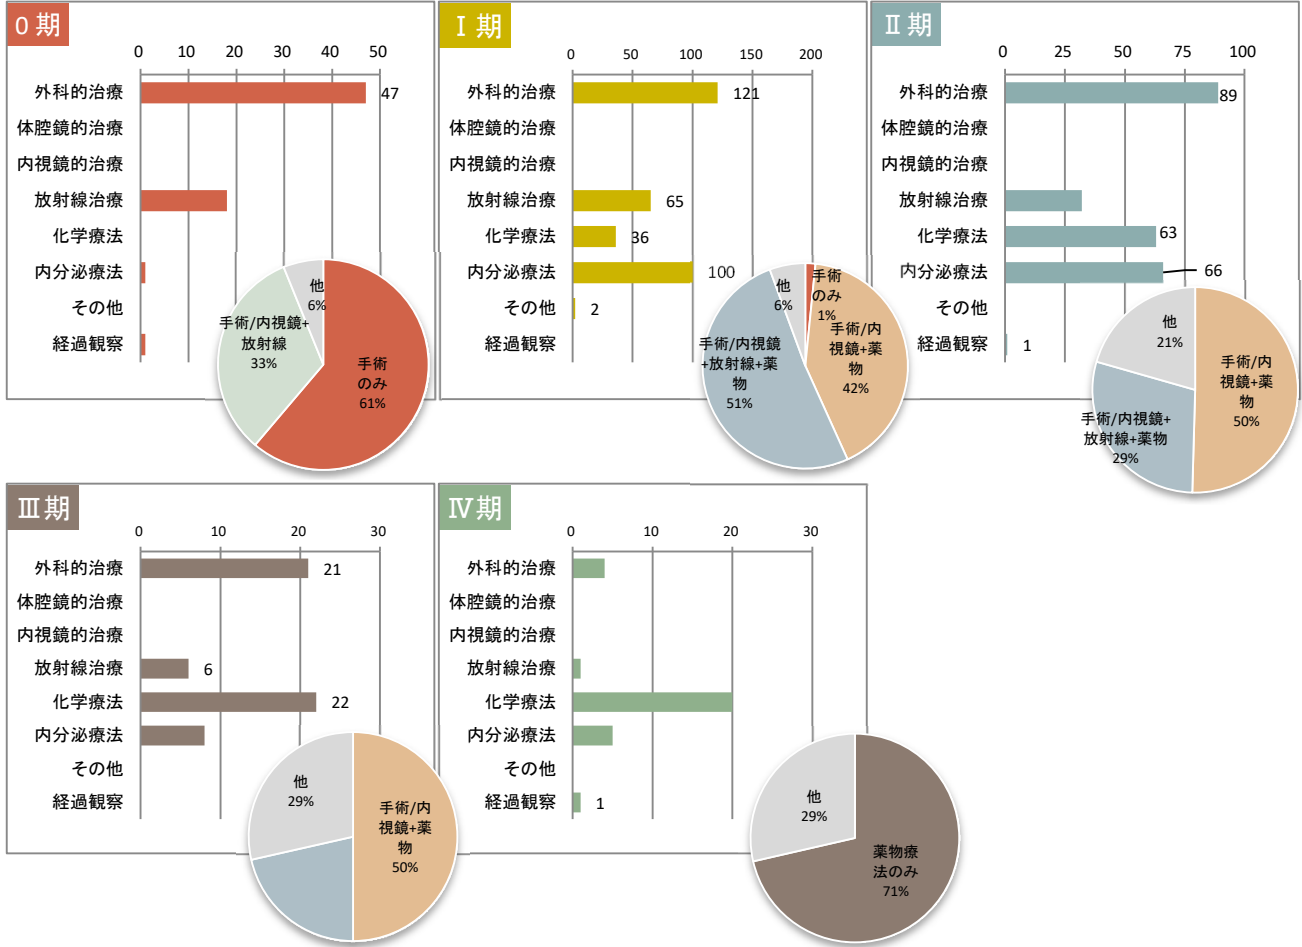 0 期
0 10 20 30 40 50
外科的治療 47
体腔鏡的治療
内視鏡的治療
放射線治療
化学療法
内分泌療法
その他
経過観察
他
6%
手術/内視鏡+
放射線
33%
手術
のみ
61%
Ⅰ 期
0 50 100 150 200
外科的治療 121
体腔鏡的治療
内視鏡的治療
放射線治療 65
化学療法 36
内分泌療法 100
その他 2
経過観察
他
6%
手術
のみ
1%
手術/内視鏡
+放射線+薬
物
51%
手術/内
視鏡+薬
物
42%
Ⅱ 期
0 25 50 75 100
外科的治療 89
体腔鏡的治療
内視鏡的治療
放射線治療
化学療法 63
内分泌療法 66
その他
経過観察 1
他
21%
手術/内
視鏡+薬
物
50%
手術/内視鏡+
放射線+薬物
29%
Ⅲ 期
0 10 20 30
外科的治療 21
体腔鏡的治療
内視鏡的治療
放射線治療 6
化学療法 22
内分泌療法
その他
経過観察
他
29%
手術/内
視鏡+薬
物
50%
Ⅳ 期
0 10 20 30
外科的治療
体腔鏡的治療
内視鏡的治療
放射線治療
化学療法
内分泌療法
その他
経過観察 1
他
29%
薬物療
法のみ
71%